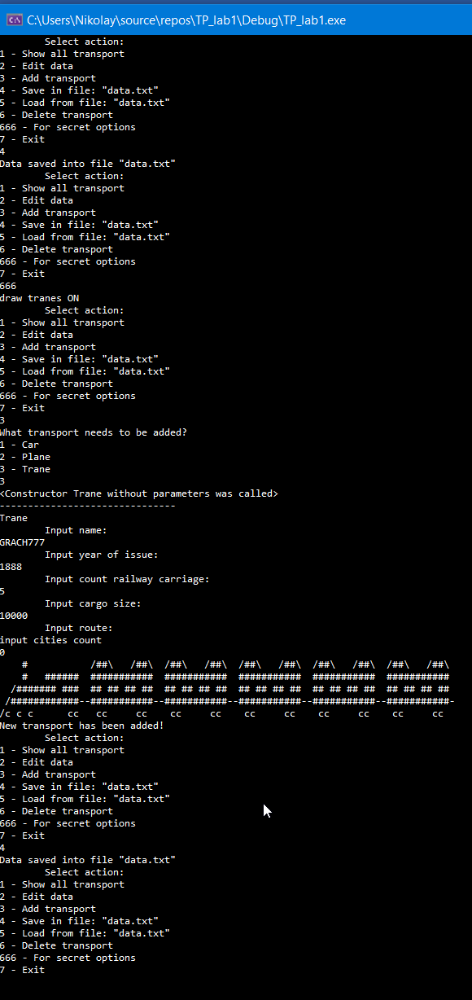 C:\Users\Nikolay\source\repos\TP_lab1\Debug\TP_lab1.exe
        Select action:
1 - Show all transport
2 - Edit data
3 - Add transport
4 - Save in file: "data.txt"
5 - Load from file: "data.txt"
6 - Delete transport
666 - For secret options
7 - Exit
4
Data saved into file "data.txt"
        Select action:
1 - Show all transport
2 - Edit data
3 - Add transport
4 - Save in file: "data.txt"
5 - Load from file: "data.txt"
6 - Delete transport
666 - For secret options
7 - Exit
666
draw tranes ON
        Select action:
1 - Show all transport
2 - Edit data
3 - Add transport
4 - Save in file: "data.txt"
5 - Load from file: "data.txt"
6 - Delete transport
666 - For secret options
7 - Exit
3
What transport needs to be added?
1 - Car
2 - Plane
3 - Trane
3
<Constructor Trane without parameters was called>
-------------------------------
Trane
        Input name:
GRACH777
        Input year of issue:
1888
        Input count railway carriage:
5
        Input cargo size:
10000
        Input route:
input cities count
0
    #           /##\   /##\  /##\   /##\  /##\   /##\  /##\   /##\  /##\   /##\
    #   ######  ###########  ###########  ###########  ###########  ###########
  /####### ###  ## ## ## ##  ## ## ## ##  ## ## ## ##  ## ## ## ##  ## ## ## ##
 /############--###########--###########--###########--###########--###########-
/c c c      cc   cc     cc   cc     cc   cc     cc   cc     cc   cc     cc
New transport has been added!
        Select action:
1 - Show all transport
2 - Edit data
3 - Add transport
4 - Save in file: "data.txt"
5 - Load from file: "data.txt"
6 - Delete transport
666 - For secret options
7 - Exit
4
Data saved into file "data.txt"
        Select action:
1 - Show all transport
2 - Edit data
3 - Add transport
4 - Save in file: "data.txt"
5 - Load from file: "data.txt"
6 - Delete transport
666 - For secret options
7 - Exit